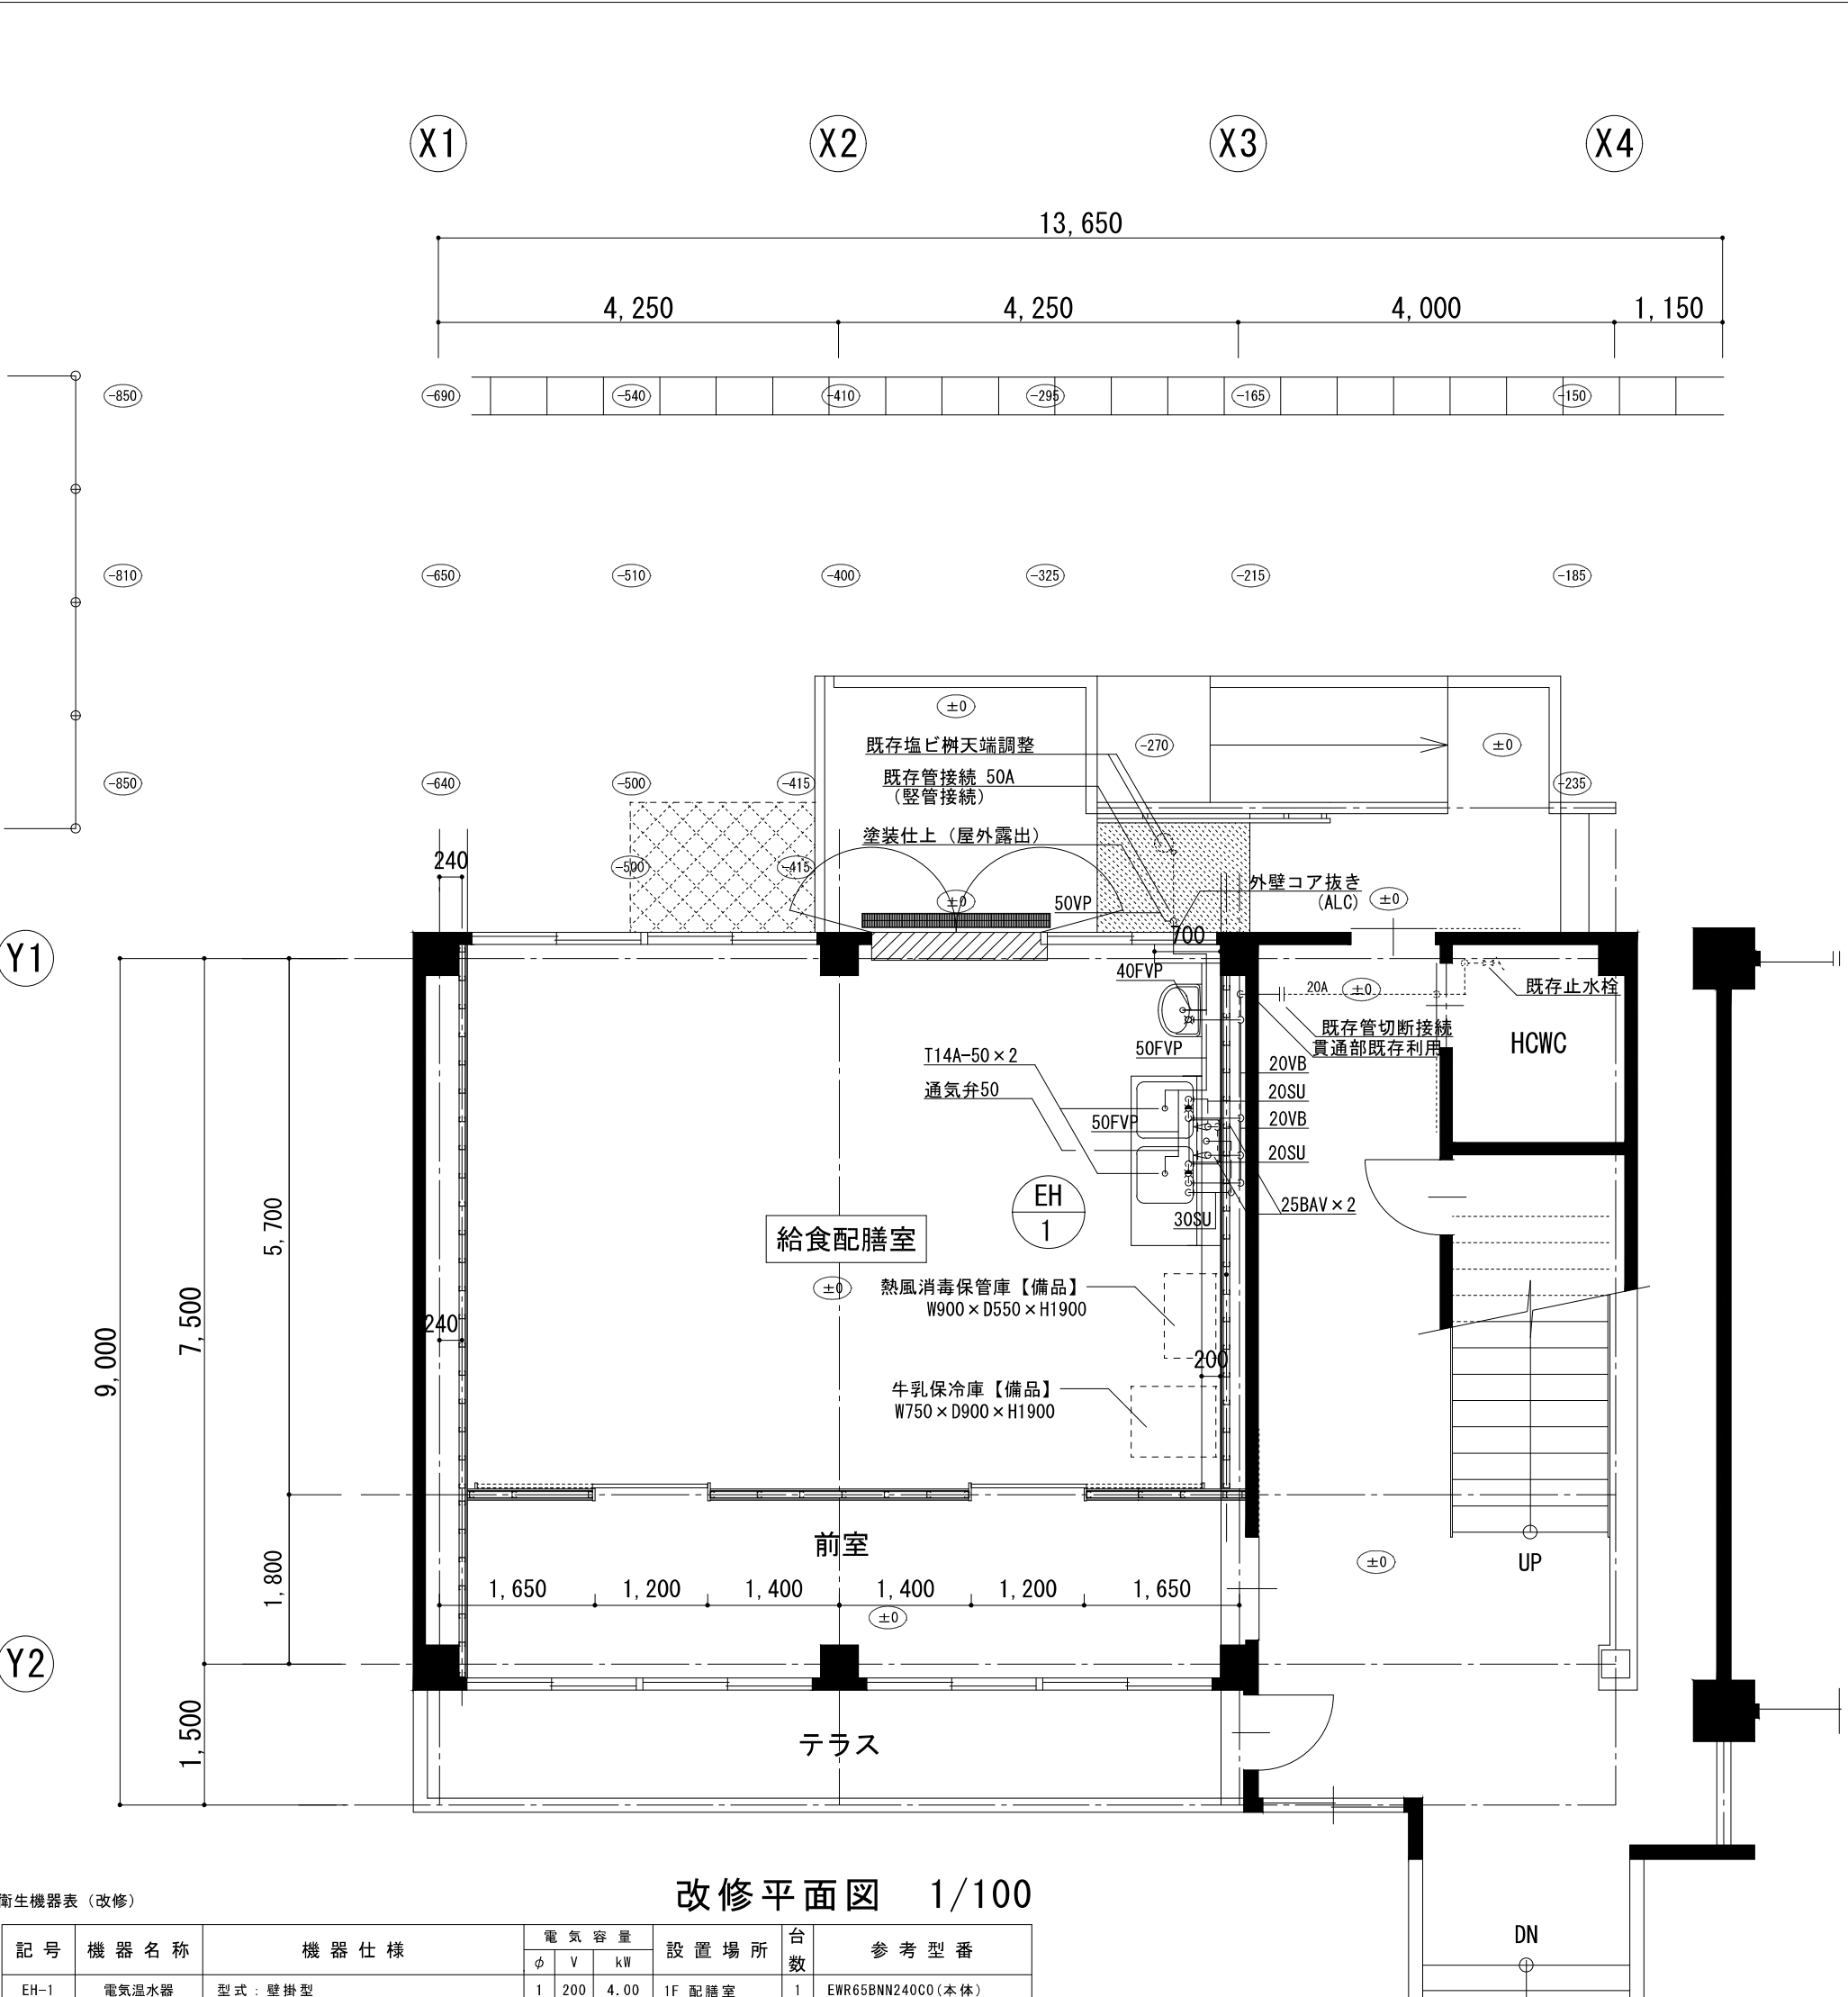 X1 X2 X3 X4
13,650
4,250 4,250 4,000 1,150
-850 -690 -540 -410 -295 -165 -150
-810 -650 -510 -400 -325 -215 -185
±0
既存塩ビ桝天端調整 -270 ±0
既存管接続 50A
(竪管接続)
-850 -640 -500 -415 -235
塗装仕上(屋外露出)
240 -500 -415
外壁コア抜き
(ALC) ±0
50VP ±0
700
Y1
40FVP
20A ±0 既存止水栓
既存管切断接続
貫通部既存利用
HCWC
T14A-50×2 50FVP
20VB
通気弁50 20SU
50FVP 20VB
20SU
EH
1
30SU 25BAV×2
給食配膳室
±0
熱風消毒保管庫【備品】
W900×D550×H1900
240
200
牛乳保冷庫【備品】
W750×D900×H1900
9,000
7,500
5,700
1,800
1,500
前室
±0
UP
1,650 1,200 1,400 1,400 1,200 1,650
±0
Y2
テラス
改修平面図 1/100
衛生機器表(改修)
DN
記号 機器名称 機器仕様 電気容量 設置場所 台数 参考型番
φ V kW
EH-1 電気温水器 型式:壁掛型 1 200 4.00 1F 配膳室 1 EWR65BNN240C0(本体)